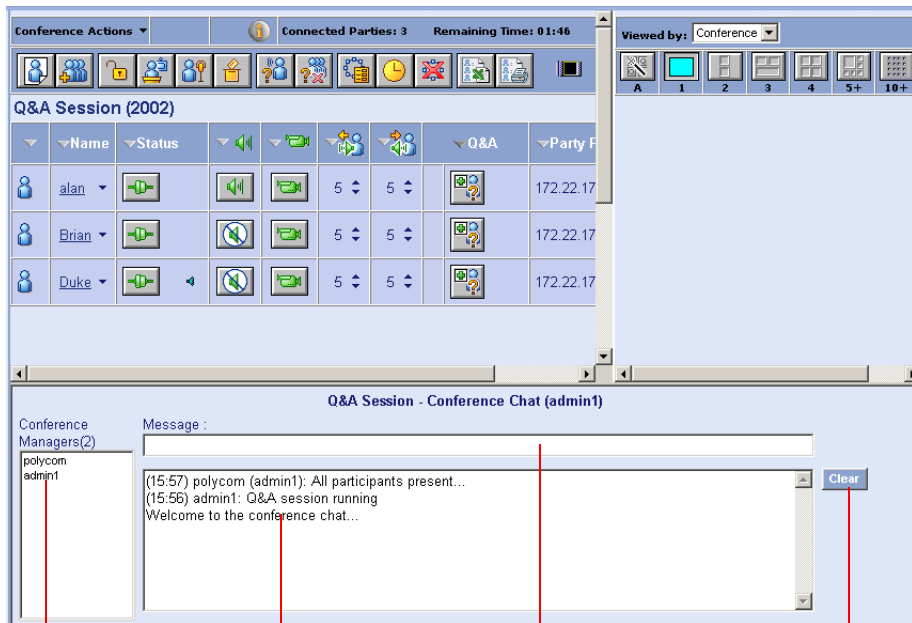 Conference Actions Connected Parties: 3 Remaining Time: 01:46
Viewed by: Conference
A 1 2 3 4 5+ 10+
Q&A Session (2002)
Name Status Q&A Party
alan 5 5 172.22.17
Brian 5 5 172.22.17
Duke 5 5 172.22.17
Q&A Session - Conference Chat (admin1)
Conference Managers(2)
Message :
polycom
admin1
(15:57) polycom (admin1): All participants present...
(15:56) admin1: Q&A session running
Welcome to the conference chat...
Clear